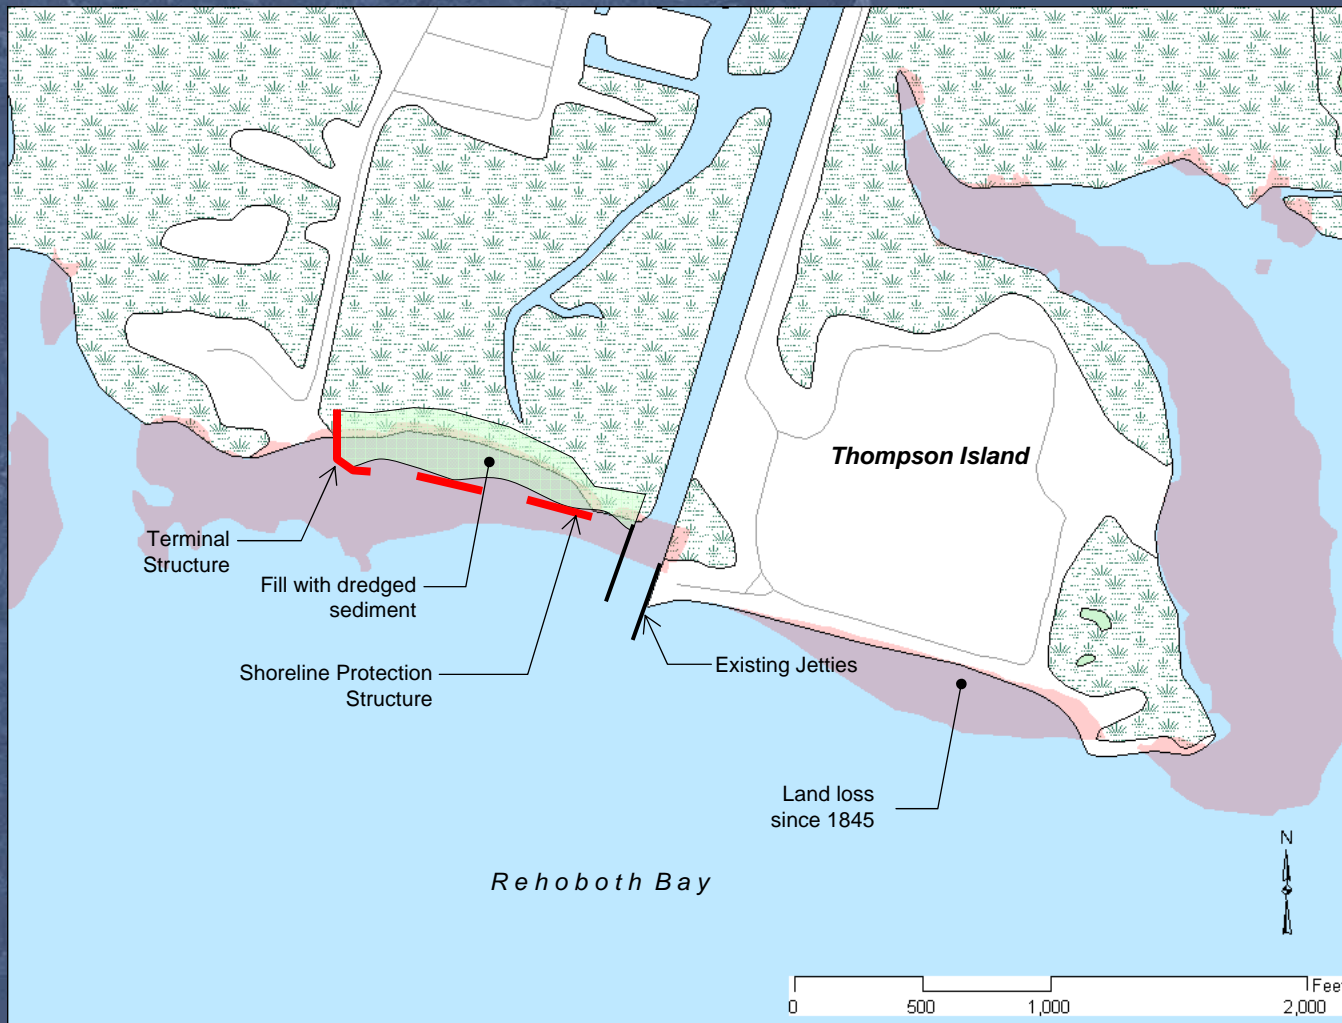 Thompson Island
Terminal
Structure
Fill with dredged
sediment
Shoreline Protection
Structure
Existing Jetties
Land loss
since 1845
Rehoboth Bay
N
Feet
0 500 1,000 2,000